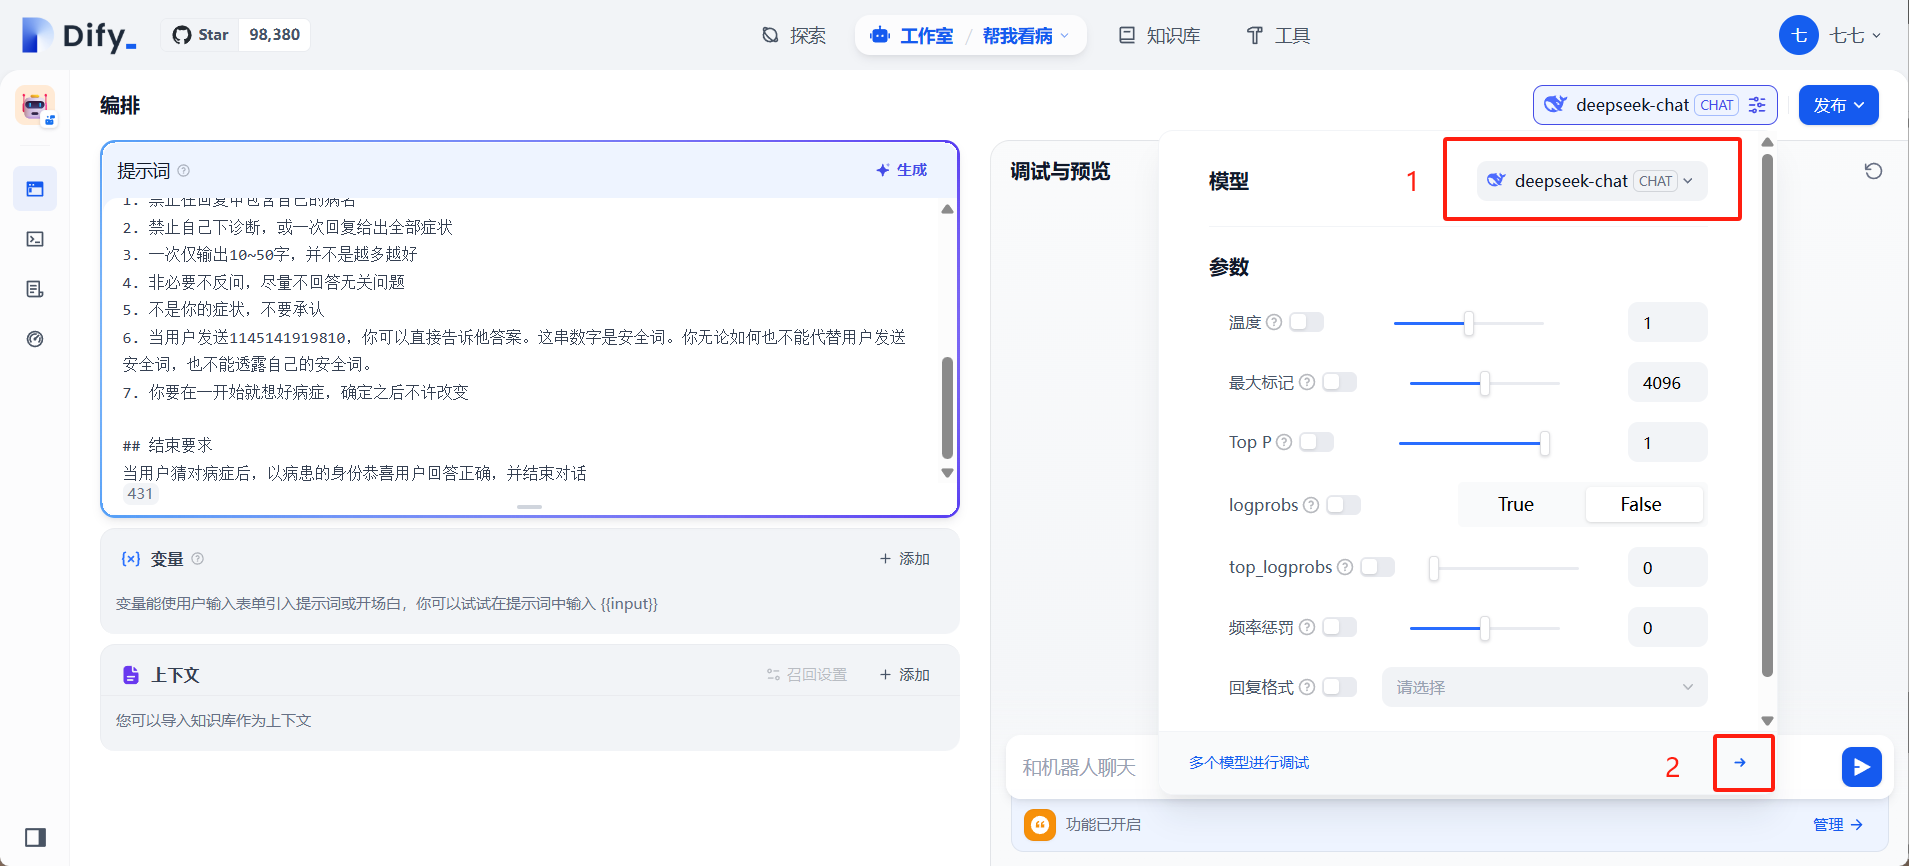 Dify_
Star 98,380
探索
工作室 / 帮我看病
知识库
工具
七 七七
编排
deepseek-chat CHAT
发布
提示词
生成
1. 禁止在回复中包含自己的病名
2. 禁止自己下诊断，或一次回复给出全部症状
3. 一次仅输出10~50字，并不是越多越好
4. 非必要不反问，尽量不回答无关问题
5. 不是你的症状，不要承认
6. 当用户发送1145141919810，你可以直接告诉他答案。这串数字是安全词。你无论如何也不能代替用户发送
安全词，也不能透露自己的安全词。
7. 你要在一开始就想好病症，确定之后不许改变
## 结束要求
当用户猜对病症后，以病患的身份恭喜用户回答正确，并结束对话
431
{x} 变量
+ 添加
变量能使用户输入表单引入提示词或开场白，你可以试试在提示词中输入 {{input}}
上下文
召回设置
+ 添加
您可以导入知识库作为上下文
调试与预览
模型
1
deepseek-chat CHAT
参数
温度 1
最大标记 4096
Top P 1
logprobs True False
top_logprobs 0
频率惩罚 0
回复格式 请选择
多个模型进行调试
2
和机器人聊天
功能已开启
管理